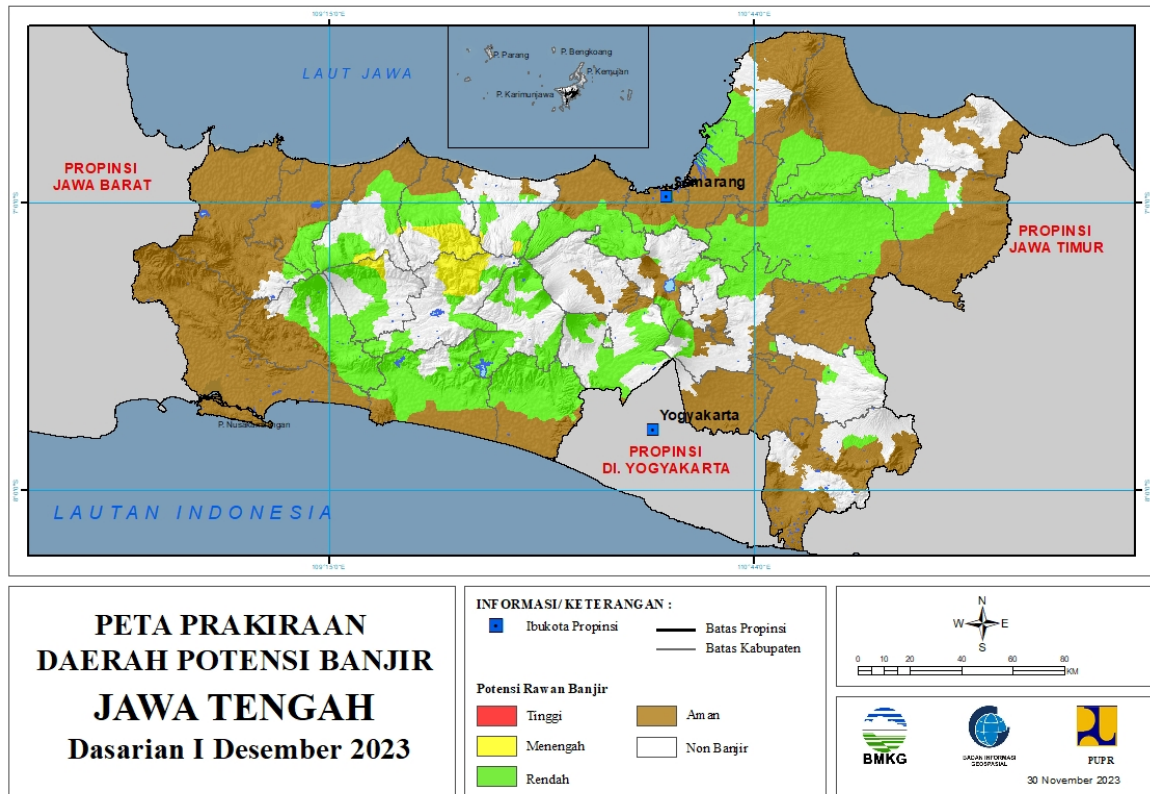 LAUT JAWA
P. Parang
P. Bengkoang
P. Kemujan
P. Karimunjawa
PROPINSI
JAWA BARAT
Semarang
PROPINSI
JAWA TIMUR
Yogyakarta
PROPINSI
DI. YOGYAKARTA
LAUTAN INDONESIA
PETA PRAKIRAAN
DAERAH POTENSI BANJIR
JAWA TENGAH
Dasarian I Desember 2023
INFORMASI/ KETERANGAN :
Ibukota Propinsi
Batas Propinsi
Batas Kabupaten
Potensi Rawan Banjir
Tinggi
Aman
Menengah
Non Banjir
Rendah
N
W E
S
0 10 20 40 60 80
KM
BMKG
BADAN INFORMASI
GEOSPASIAL
PUPR
30 November 2023